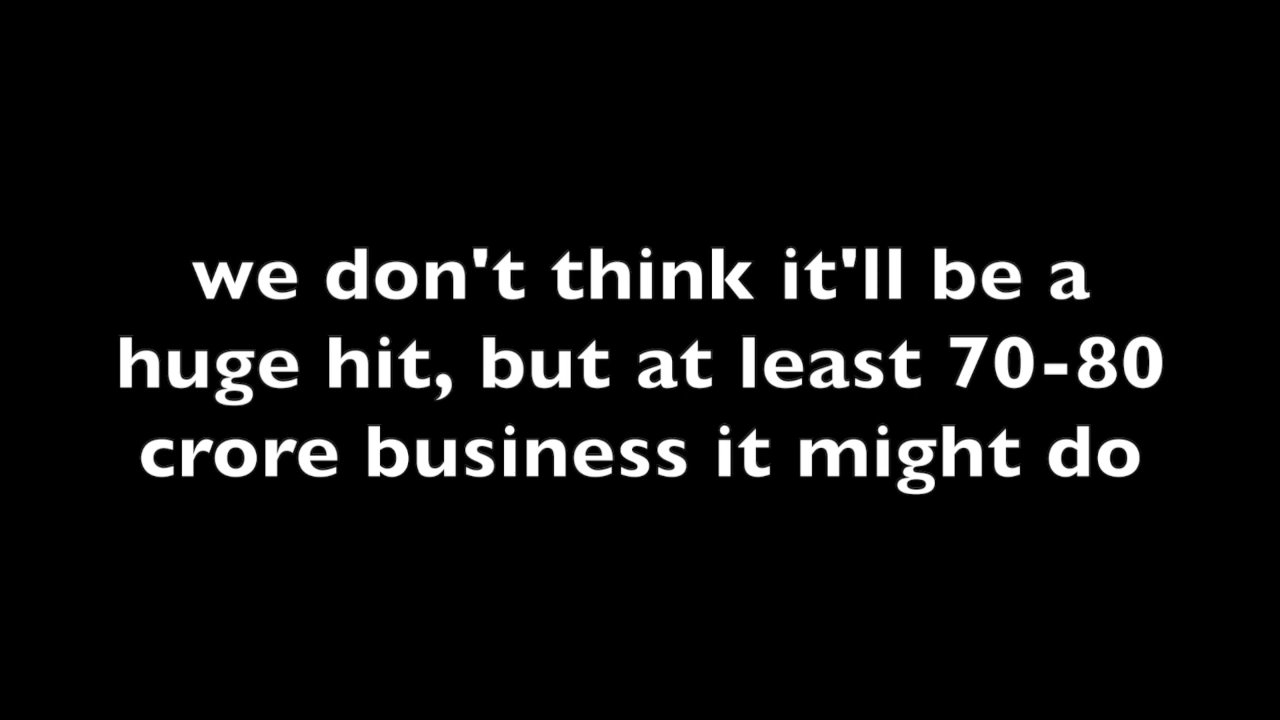 we don't think it'll be a
huge hit, but at least 70-80
crore business it might do